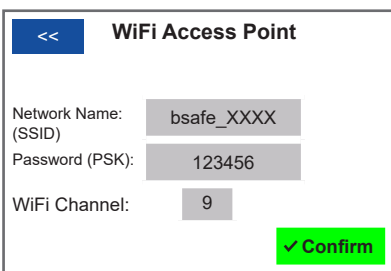 << WiFi Access Point
Network Name: bsafe_XXXX
(SSID)
Password (PSK): 123456
WiFi Channel: 9
✓ Confirm